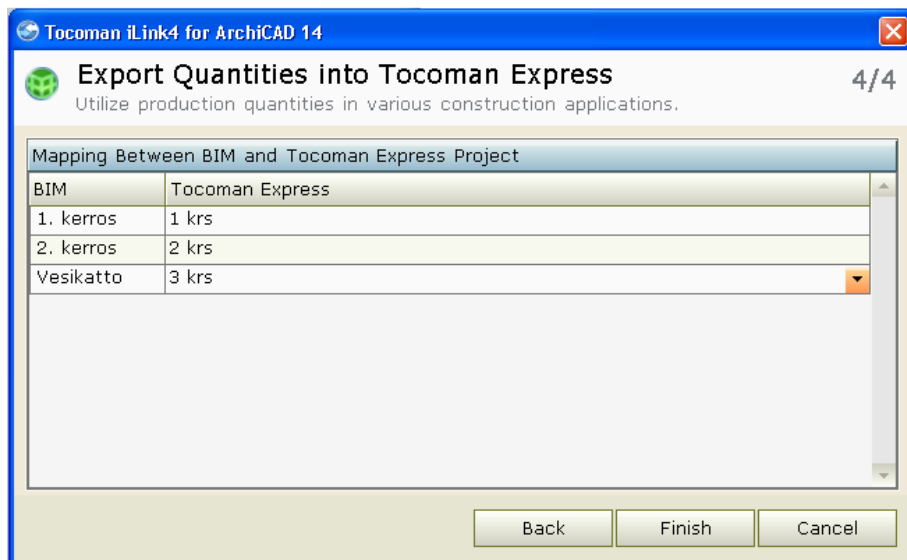 Tocoman iLink4 for ArchiCAD 14
Export Quantities into Tocoman Express 4/4
Utilize production quantities in various construction applications.
Mapping Between BIM and Tocoman Express Project
BIM Tocoman Express
1. kerros 1 krs
2. kerros 2 krs
Vesikatto 3 krs
Back Finish Cancel